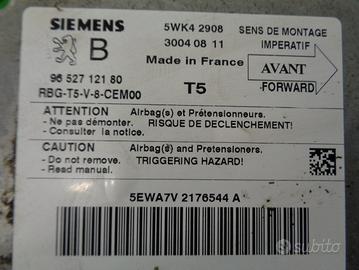 SIEMENS
B
96 527 121 80
RBG-T5-V-8-CEM00
5WK4 2908
3004 08 11
Made in France
T5
SENS DE MONTAGE
IMPERATIF
AVANT
FORWARD
ATTENTION
Airbag(s) et Prétensionneurs.
- Ne pas démonter.
RISQUE DE DECLENCHEMENT!
- Consulter la notice.
CAUTION
Airbag(s) and Pretensioners.
- Do not remove.
TRIGGERING HAZARD!
- Read manual.
5EWA7V 2176544 A
subito